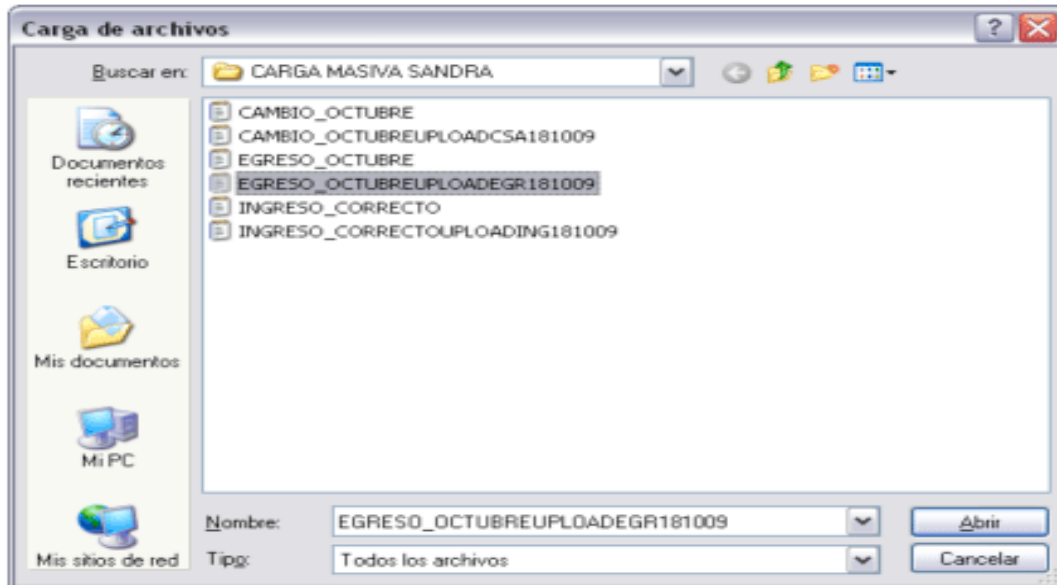 Carga de archivos
Buscar en: CARGA MASIVA SANDRA
CAMBIO_OCTUBRE
CAMBIO_OCTUBREUPLOADCSA181009
EGRESO_OCTUBRE
EGRESO_OCTUBREUPLOADEGR181009
INGRESO_CORRECTO
INGRESO_CORRECTOUPLOADING181009
Documentos
recientes
Escritorio
Mis documentos
Mi PC
Mis sitios de red
Nombre: EGRESO_OCTUBREUPLOADEGR181009 Abrir
Tipo: Todos los archivos Cancelar